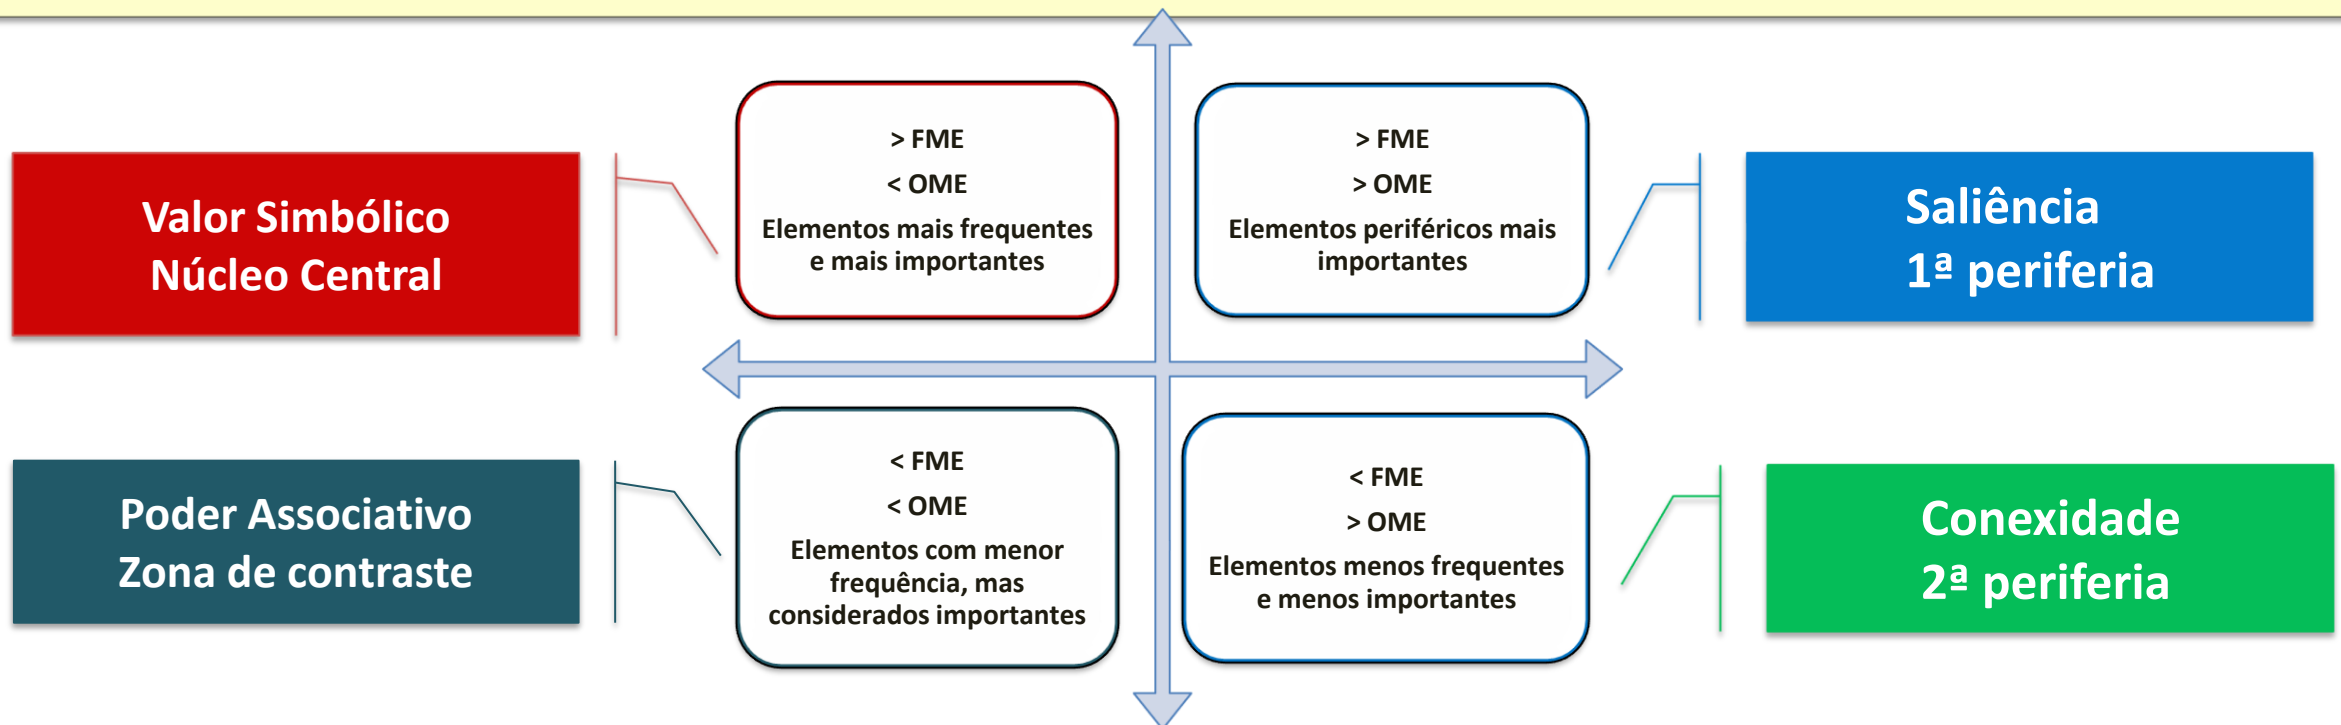 Valor Simbólico
Núcleo Central
> FME
< OME
Elementos mais frequentes
e mais importantes
> FME
> OME
Elementos periféricos mais
importantes
Saliência
1ª periferia
Poder Associativo
Zona de contraste
< FME
< OME
Elementos com menor
frequência, mas
considerados importantes
< FME
> OME
Elementos menos frequentes
e menos importantes
Conexidade
2ª periferia